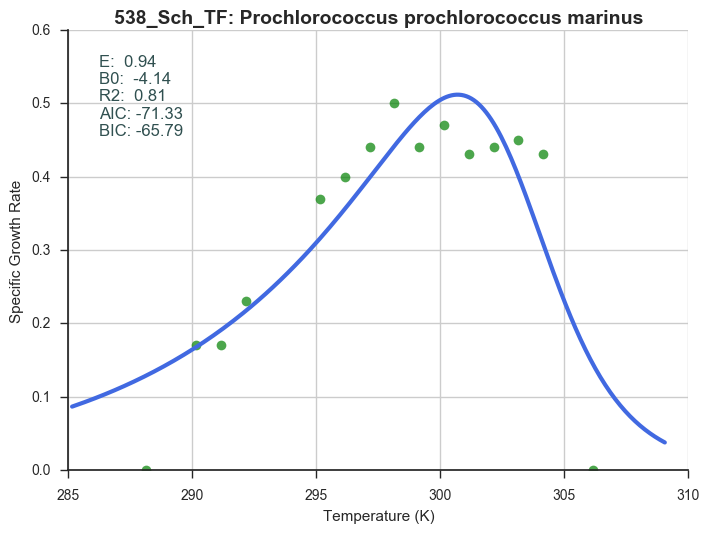 538_Sch_TF: Prochlorococcus prochlorococcus marinus
E:  0.94
B0:  -4.14
R2:  0.81
AIC: -71.33
BIC: -65.79
Specific Growth Rate
0.6
0.5
0.4
0.3
0.2
0.1
0.0
285 290 295 300 305 310
Temperature (K)